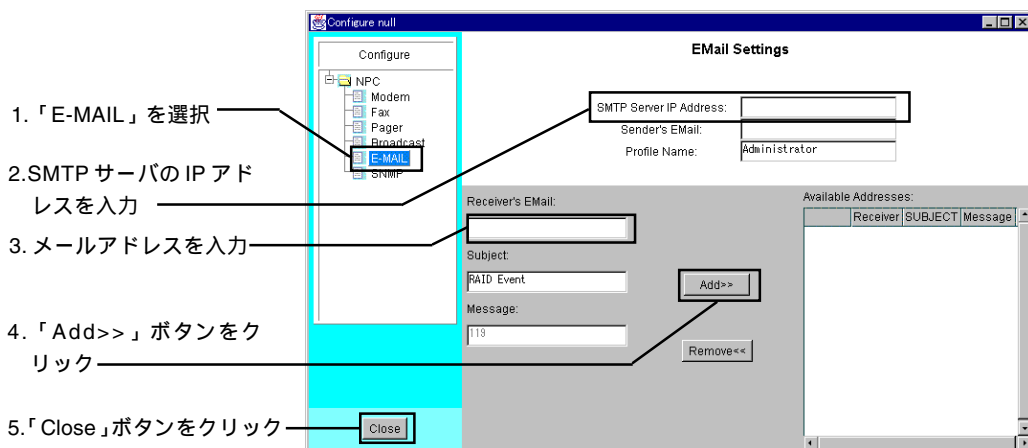 Configure null
Configure
NPC
Modem
Fax
Pager
Broadcast
E-MAIL
SNMP
EMail Settings
SMTP Server IP Address:
Sender's EMail:
Profile Name:
Administrator
Receiver's EMail:
Subject:
RAID Event
Message:
119
Add>>
Remove<<
Available Addresses:
Receiver SUBJECT Message
Close
1.「E-MAIL」を選択
2.SMTP サーバの IP アド
レスを入力
3. メールアドレスを入力
4.「Add>>」ボタンをク
リック
5.「Close」ボタンをクリック